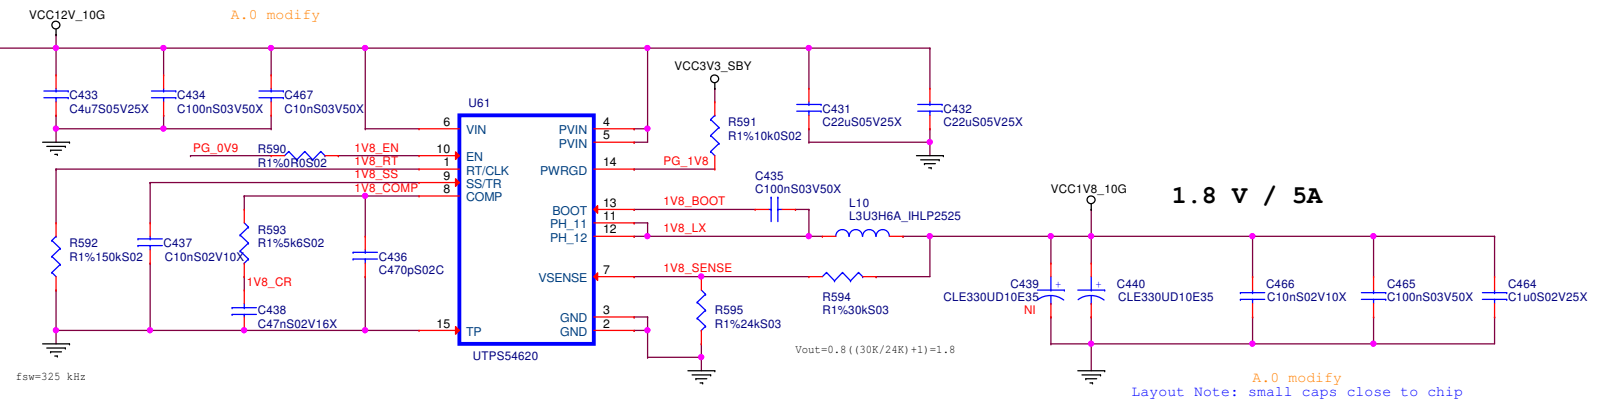 VCC12V_10G
A.0 modify
C433
C4u7S05V25X
C434
C100nS03V50X
C467
C10nS03V50X
U61
VCC3V3_SBY
R591
R1%10k0S02
C431
C22uS05V25X
C432
C22uS05V25X
6 VIN
PVIN 4
PVIN 5
PG_0V9
R590
R1%0R0S02
1V8_EN
10 EN
1V8_RT
1 RT/CLK
PWRGD 14
PG_1V8
1V8_SS
9 SS/TR
1V8_COMP
8 COMP
C435
C100nS03V50X
BOOT 13
1V8_BOOT
PH_11 11
PH_12 12
1V8_LX
L10
L3U3H6A_IHLP2525
VCC1V8_10G
1.8 V / 5A
R592
R1%150kS02
C437
C10nS02V10X
R593
R1%5k6S02
C436
C470pS02C
1V8_CR
C438
C47nS02V16X
VSENSE 7
1V8_SENSE
R594
R1%30kS03
R595
R1%24kS03
C439
CLE330UD10E35
NI
C440
CLE330UD10E35
C466
C10nS02V10X
C465
C100nS03V50X
C464
C1u0S02V25X
15 TP
GND 3
GND 2
UTPS54620
Vout=0.8((30K/24K)+1)=1.8
fsw=325 kHz
A.0 modify
Layout Note: small caps close to chip